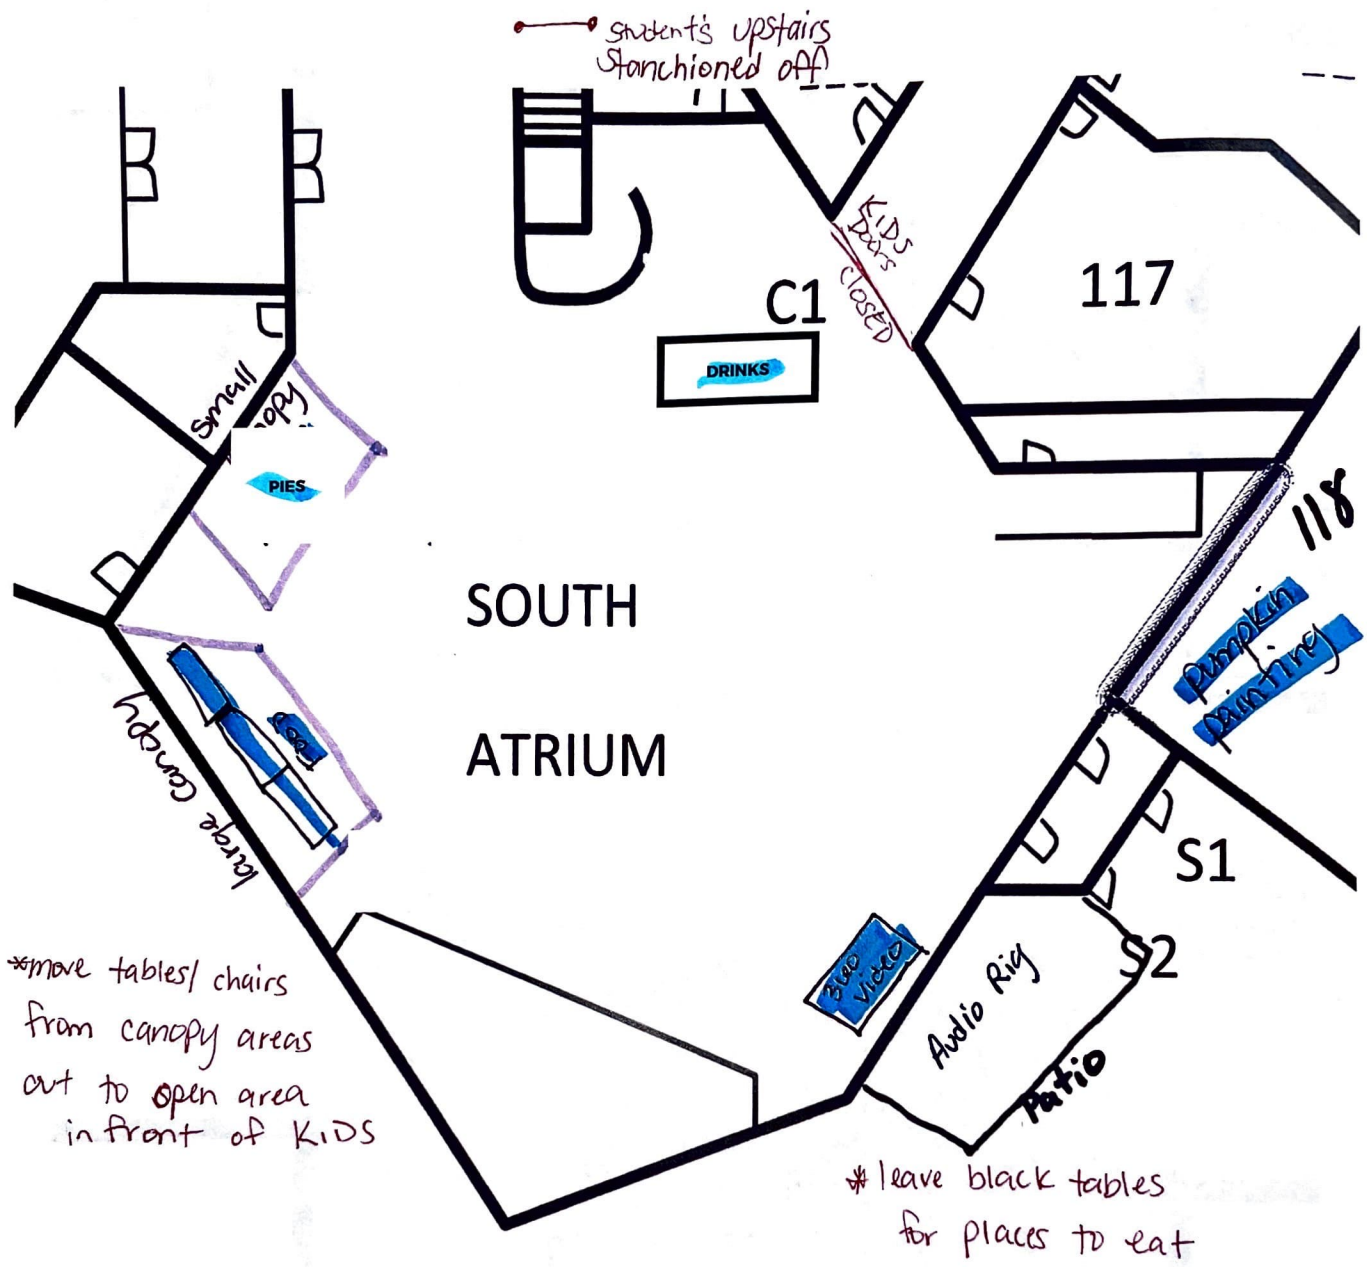 student's upstairs
stanchioned off
KIDS
Doors
closed
117
C1
DRINKS
small
PIES
118
pumpkin
painting
SOUTH
ATRIUM
large canopy
S1
S2
360
video
Audio Rig
Patio
*move tables/chairs
from canopy areas
out to open area
in front of KIDS
*leave black tables
for places to eat